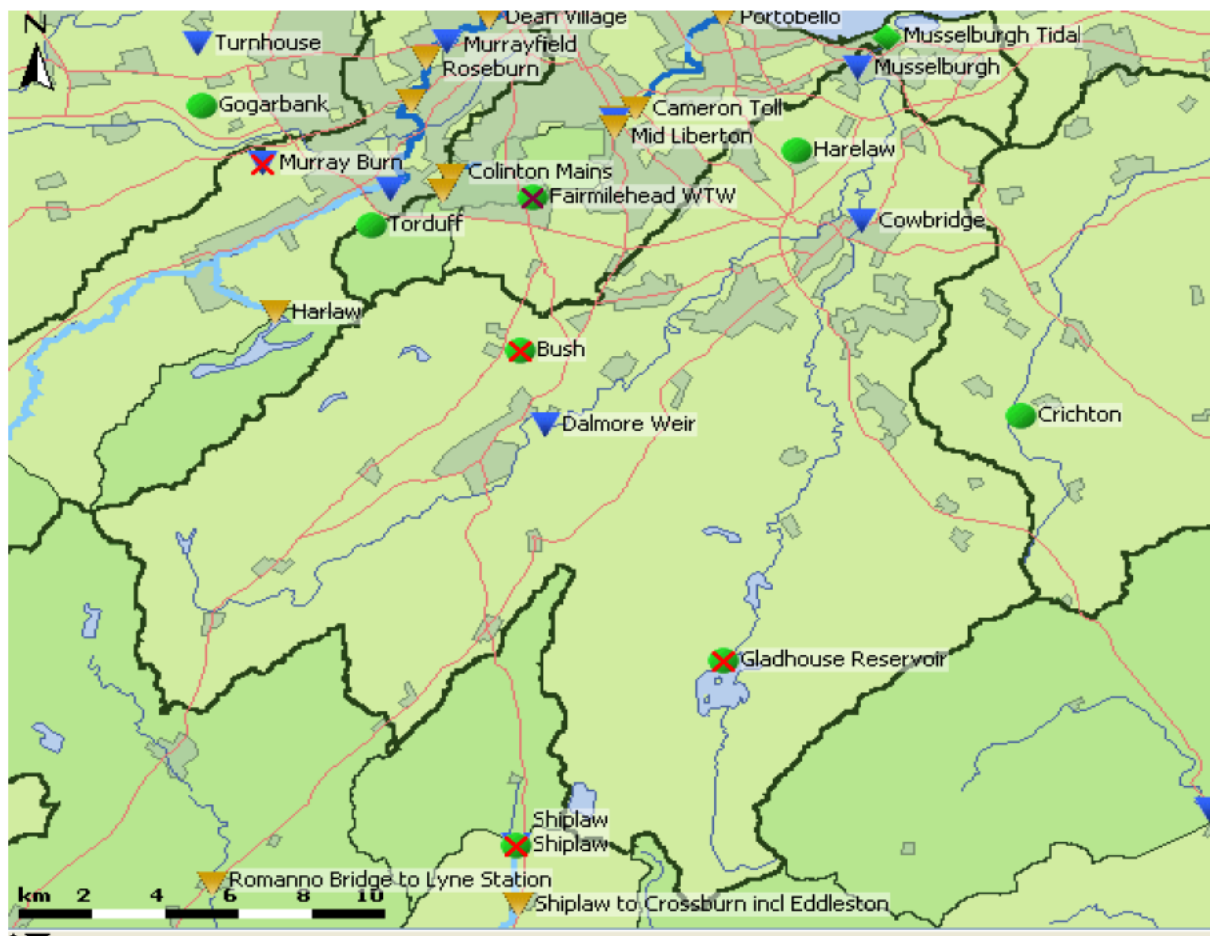 N
Dean Village
Portobello
Turnhouse
Murrayfield
Musselburgh Tidal
Roseburn
Musselburgh
Gogarbank
Cameron Toll
Mid Liberton
Murray Burn
Harelaw
Colinton Mains
Fairmilehead WTW
Torduff
Cowbridge
Harlaw
Bush
Dalmore Weir
Crichton
Gladhouse Reservoir
Shiplaw
Shiplaw
Romanno Bridge to Lyne Station
km 2 4 6 8 10
Shiplaw to Crossburn incl Eddleston